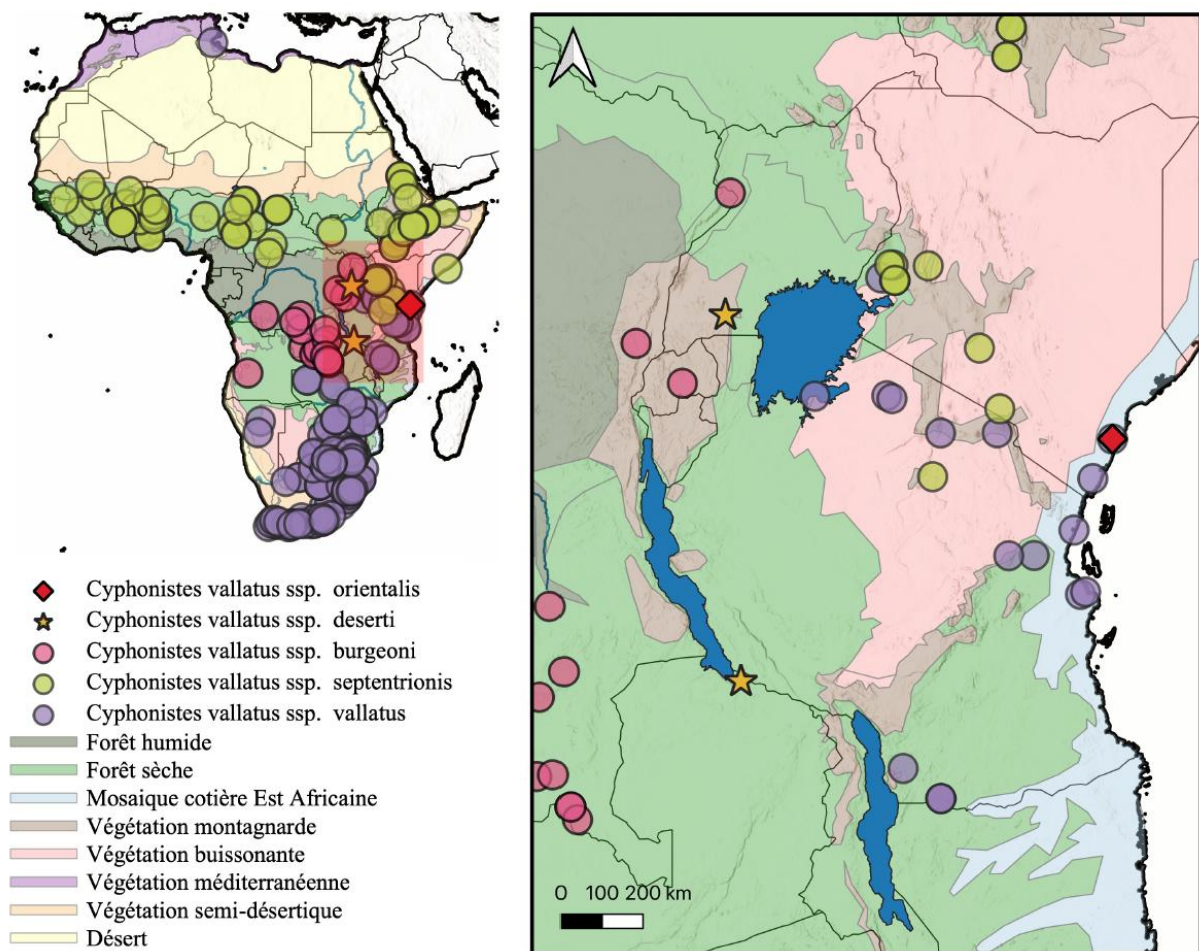 Cyphonistes vallatus ssp. orientalis
Cyphonistes vallatus ssp. deserti
Cyphonistes vallatus ssp. burgeoni
Cyphonistes vallatus ssp. septentrionis
Cyphonistes vallatus ssp. vallatus
Forêt humide
Forêt sèche
Mosaique cotière Est Africaine
Végétation montagnarde
Végétation buissonante
Végétation méditerranéenne
Végétation semi-désertique
Désert
0 100 200 km